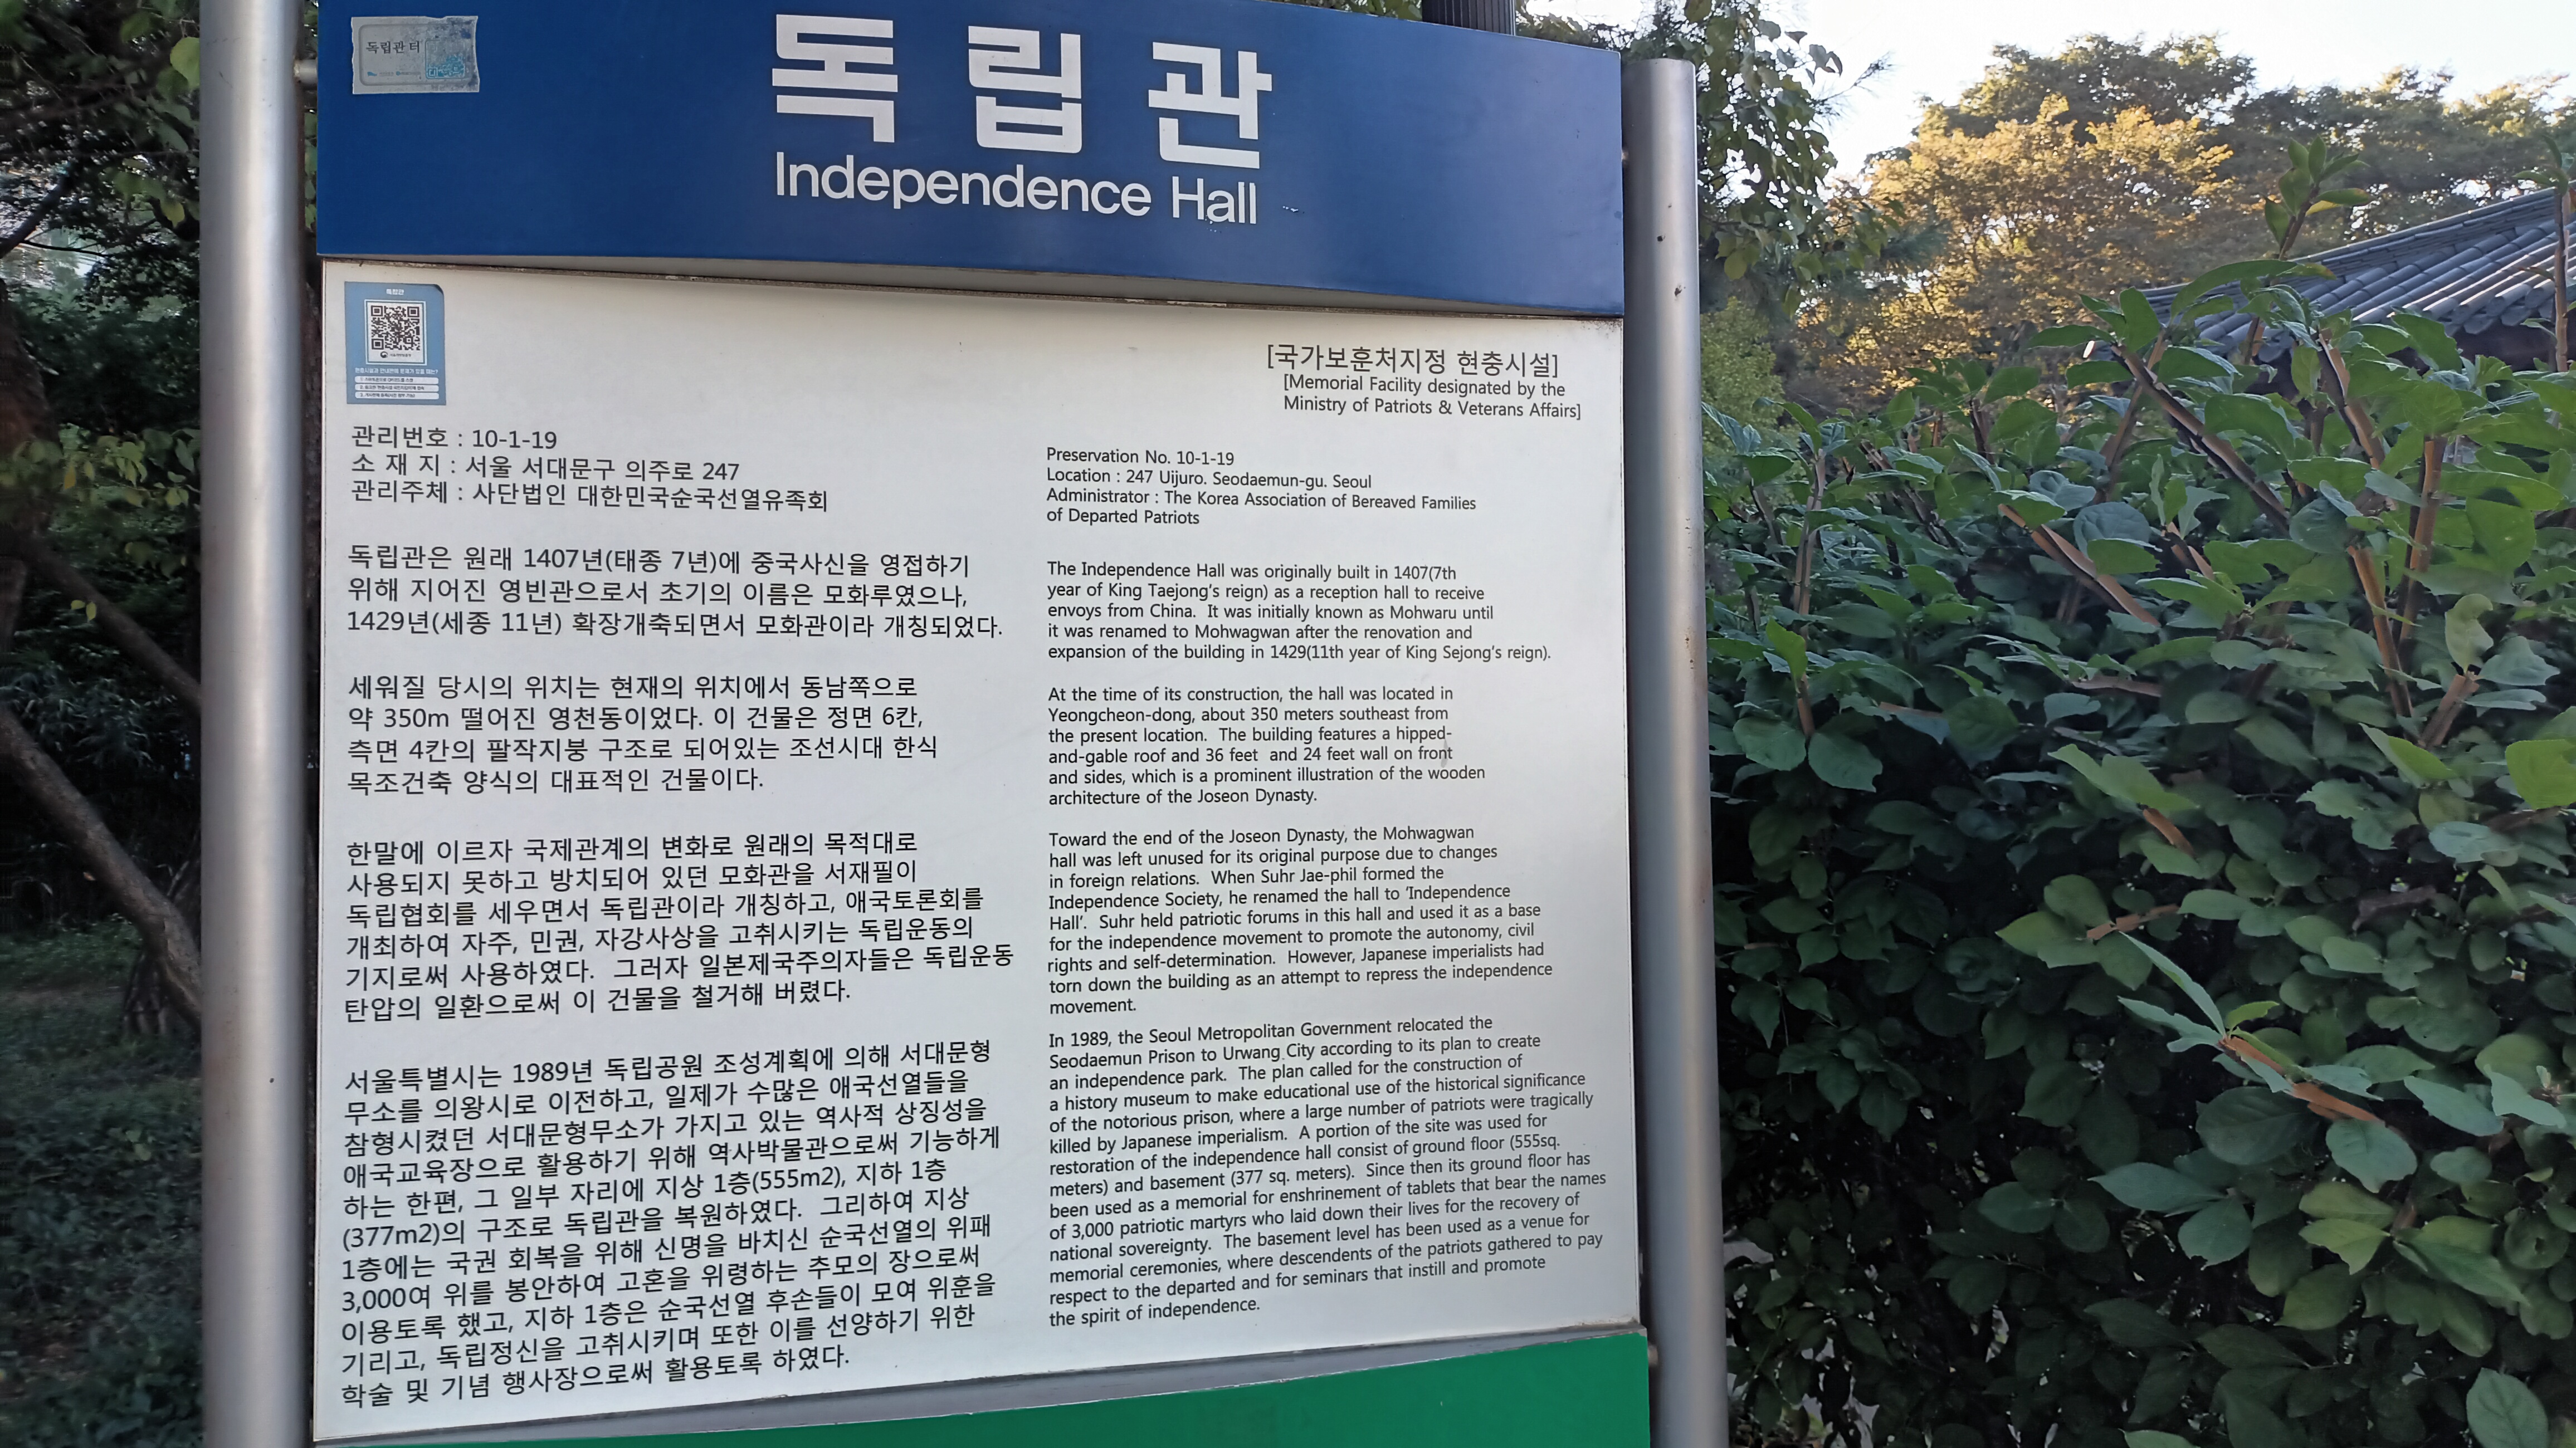 독립관 터
독립관
Independence Hall
독립관
[국가보훈처지정 현충시설]
[Memorial Facility designated by the
Ministry of Patriots & Veterans Affairs]
관리번호 : 10-1-19
소 재 지 : 서울 서대문구 의주로 247
관리주체 : 사단법인 대한민국순국선열유족회
독립관은 원래 1407년(태종 7년)에 중국사신을 영접하기
위해 지어진 영빈관으로서 초기의 이름은 모화루였으나,
1429년(세종 11년) 확장개축되면서 모화관이라 개칭되었다.
세워질 당시의 위치는 현재의 위치에서 동남쪽으로
약 350m 떨어진 영천동이었다. 이 건물은 정면 6칸,
측면 4칸의 팔작지붕 구조로 되어있는 조선시대 한식
목조건축 양식의 대표적인 건물이다.
한말에 이르자 국제관계의 변화로 원래의 목적대로
사용되지 못하고 방치되어 있던 모화관을 서재필이
독립협회를 세우면서 독립관이라 개칭하고, 애국토론회를
개최하여 자주, 민권, 자강사상을 고취시키는 독립운동의
기지로써 사용하였다. 그러자 일본제국주의자들은 독립운동
탄압의 일환으로써 이 건물을 철거해 버렸다.
서울특별시는 1989년 독립공원 조성계획에 의해 서대문형
무소를 의왕시로 이전하고, 일제가 수많은 애국선열들을
참형시켰던 서대문형무소가 가지고 있는 역사적 상징성을
애국교육장으로 활용하기 위해 역사박물관으로써 기능하게
하는 한편, 그 일부 자리에 지상 1층(555m2), 지하 1층
(377m2)의 구조로 독립관을 복원하였다. 그리하여 지상
1층에는 국권 회복을 위해 신명을 바치신 순국선열의 위패
3,000여 위를 봉안하여 고혼을 위령하는 추모의 장으로써
이용토록 했고, 지하 1층은 순국선열 후손들이 모여 위훈을
기리고, 독립정신을 고취시키며 또한 이를 선양하기 위한
학술 및 기념 행사장으로써 활용토록 하였다.
Preservation No. 10-1-19
Location : 247 Uijuro. Seodaemun-gu. Seoul
Administrator : The Korea Association of Bereaved Families
of Departed Patriots
The Independence Hall was originally built in 1407(7th
year of King Taejong's reign) as a reception hall to receive
envoys from China. It was initially known as Mohwaru until
it was renamed to Mohwagwan after the renovation and
expansion of the building in 1429(11th year of King Sejong's reign).
At the time of its construction, the hall was located in
Yeongcheon-dong, about 350 meters southeast from
the present location. The building features a hipped-
and-gable roof and 36 feet and 24 feet wall on front
and sides, which is a prominent illustration of the wooden
architecture of the Joseon Dynasty.
Toward the end of the Joseon Dynasty, the Mohwagwan
hall was left unused for its original purpose due to changes
in foreign relations. When Suhr Jae-phil formed the
Independence Society, he renamed the hall to 'Independence
Hall'. Suhr held patriotic forums in this hall and used it as a base
for the independence movement to promote the autonomy, civil
rights and self-determination. However, Japanese imperialists had
torn down the building as an attempt to repress the independence
movement.
In 1989, the Seoul Metropolitan Government relocated the
Seodaemun Prison to Urwang City according to its plan to create
an independence park. The plan called for the construction of
a history museum to make educational use of the historical significance
of the notorious prison, where a large number of patriots were tragically
killed by Japanese imperialism. A portion of the site was used for
restoration of the independence hall consist of ground floor (555sq.
meters) and basement (377 sq. meters). Since then its ground floor has
been used as a memorial for enshrinement of tablets that bear the names
of 3,000 patriotic martyrs who laid down their lives for the recovery of
national sovereignty. The basement level has been used as a venue for
memorial ceremonies, where descendents of the patriots gathered to pay
respect to the departed and for seminars that instill and promote
the spirit of independence.